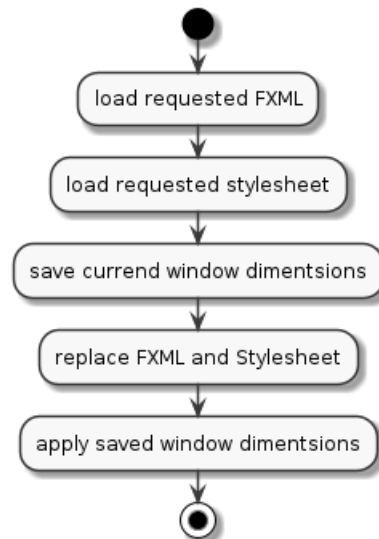 load requested FXML
load requested stylesheet
save currend window dimentsions
replace FXML and Stylesheet
apply saved window dimentsions